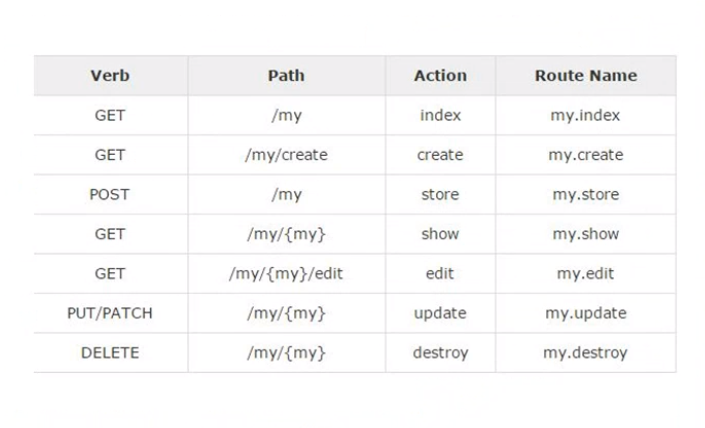 Verb Path Action Route Name
GET /my index my.index
GET /my/create create my.create
POST /my store my.store
GET /my/{my} show my.show
GET /my/{my}/edit edit my.edit
PUT/PATCH /my/{my} update my.update
DELETE /my/{my} destroy my.destroy